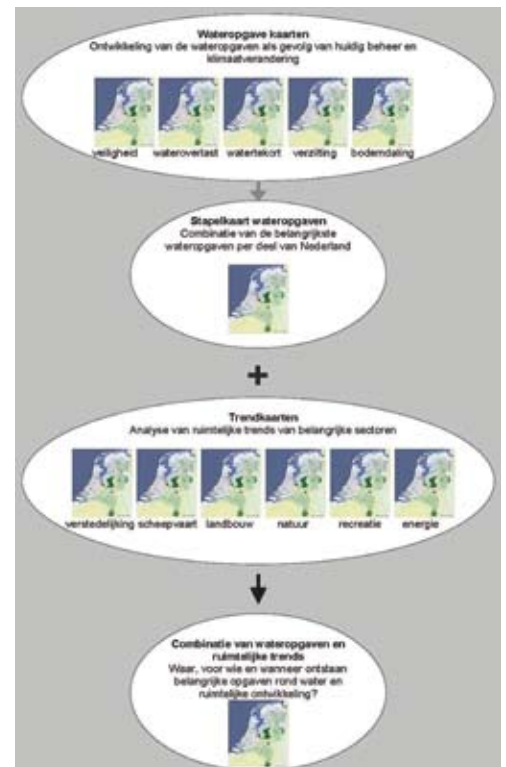 Wateropgave kaarten
Ontwikkeling van de wateropgaven als gevolg van huidig beheer en
klimaatverandering
veiligheid wateroverlast watertekort verzilting bodemdaling
Stapelkaart wateropgaven
Combinatie van de belangrijkste
wateropgaven per deel van Nederland
+
Trendkaarten
Analyse van ruimtelijke trends van belangrijke sectoren
verstedelijking scheepvaart landbouw natuur recreatie energie
Combinatie van wateropgaven en
ruimtelijke trends
Waar, voor wie en wanneer ontstaan
belangrijke opgaven rond water en
ruimtelijke ontwikkeling?